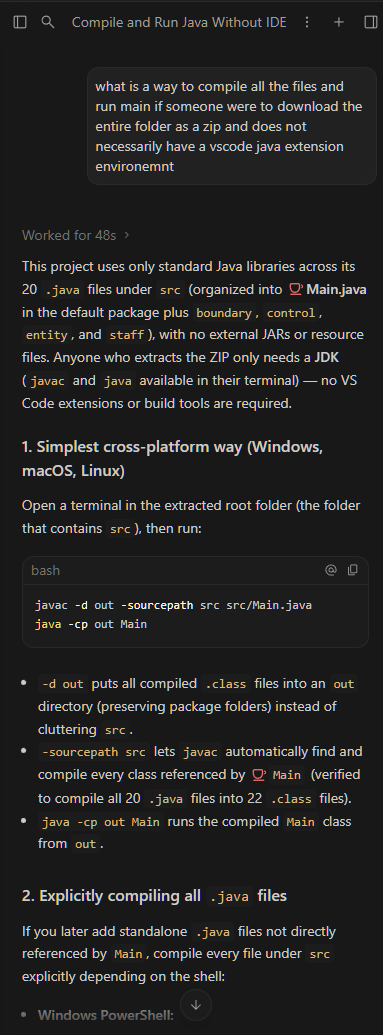 Compile and Run Java Without IDE
what is a way to compile all the files and
run main if someone were to download the
entire folder as a zip and does not
necessarily have a vscode java extension
environemnt
Worked for 48s
This project uses only standard Java libraries across its
20 .java files under src (organized into Main.java
in the default package plus boundary, control,
entity, and staff), with no external JARs or resource
files. Anyone who extracts the ZIP only needs a JDK
(javac and java available in their terminal) — no VS
Code extensions or build tools are required.
1. Simplest cross-platform way (Windows,
macOS, Linux)
Open a terminal in the extracted root folder (the folder
that contains src), then run:
bash
javac -d out -sourcepath src src/Main.java
java -cp out Main
• -d out puts all compiled .class files into an out
directory (preserving package folders) instead of
cluttering src.
• -sourcepath src lets javac automatically find and
compile every class referenced by Main (verified
to compile all 20 .java files into 22 .class files).
• java -cp out Main runs the compiled Main class
from out.
2. Explicitly compiling all .java files
If you later add standalone .java files not directly
referenced by Main, compile every file under src
explicitly depending on the shell:
• Windows PowerShell: